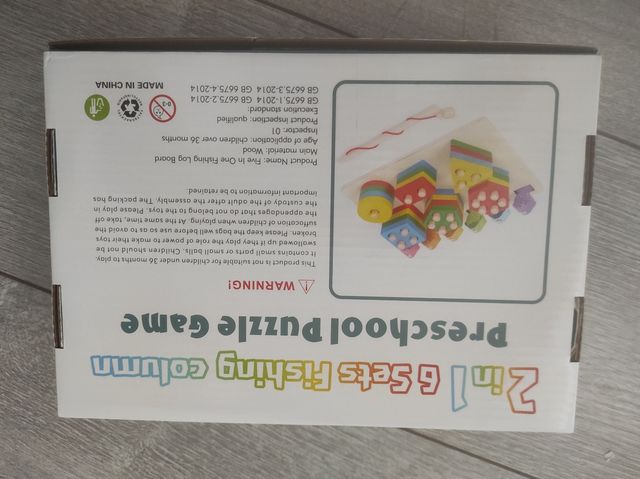 2 in 1 6 Sets Fishing column
Preschool Puzzle Game
WARNING!
This product is not suitable for children under 36 months to play.
It contains small parts or small balls. Children should not be
swallowed up if they play the role of power to make their toys
broken. Please keep the bags well before use so as to avoid the
suffocation of children when playing. At the same time, take off
the appendages that do not belong to the toys. Please play in
the custody of the adult after the assembly. The packing has
important information to be retained.
Product Name: Five In One Fishing Log Board
Main material: Wood
Age of application: children over 36 months
Inspector: 01
Product inspection: qualified
Execution standard:
GB 6675.1-2014 GB 6675.2-2014
GB 6675.3-2014 GB 6675.4-2014
0-3
MADE IN CHINA